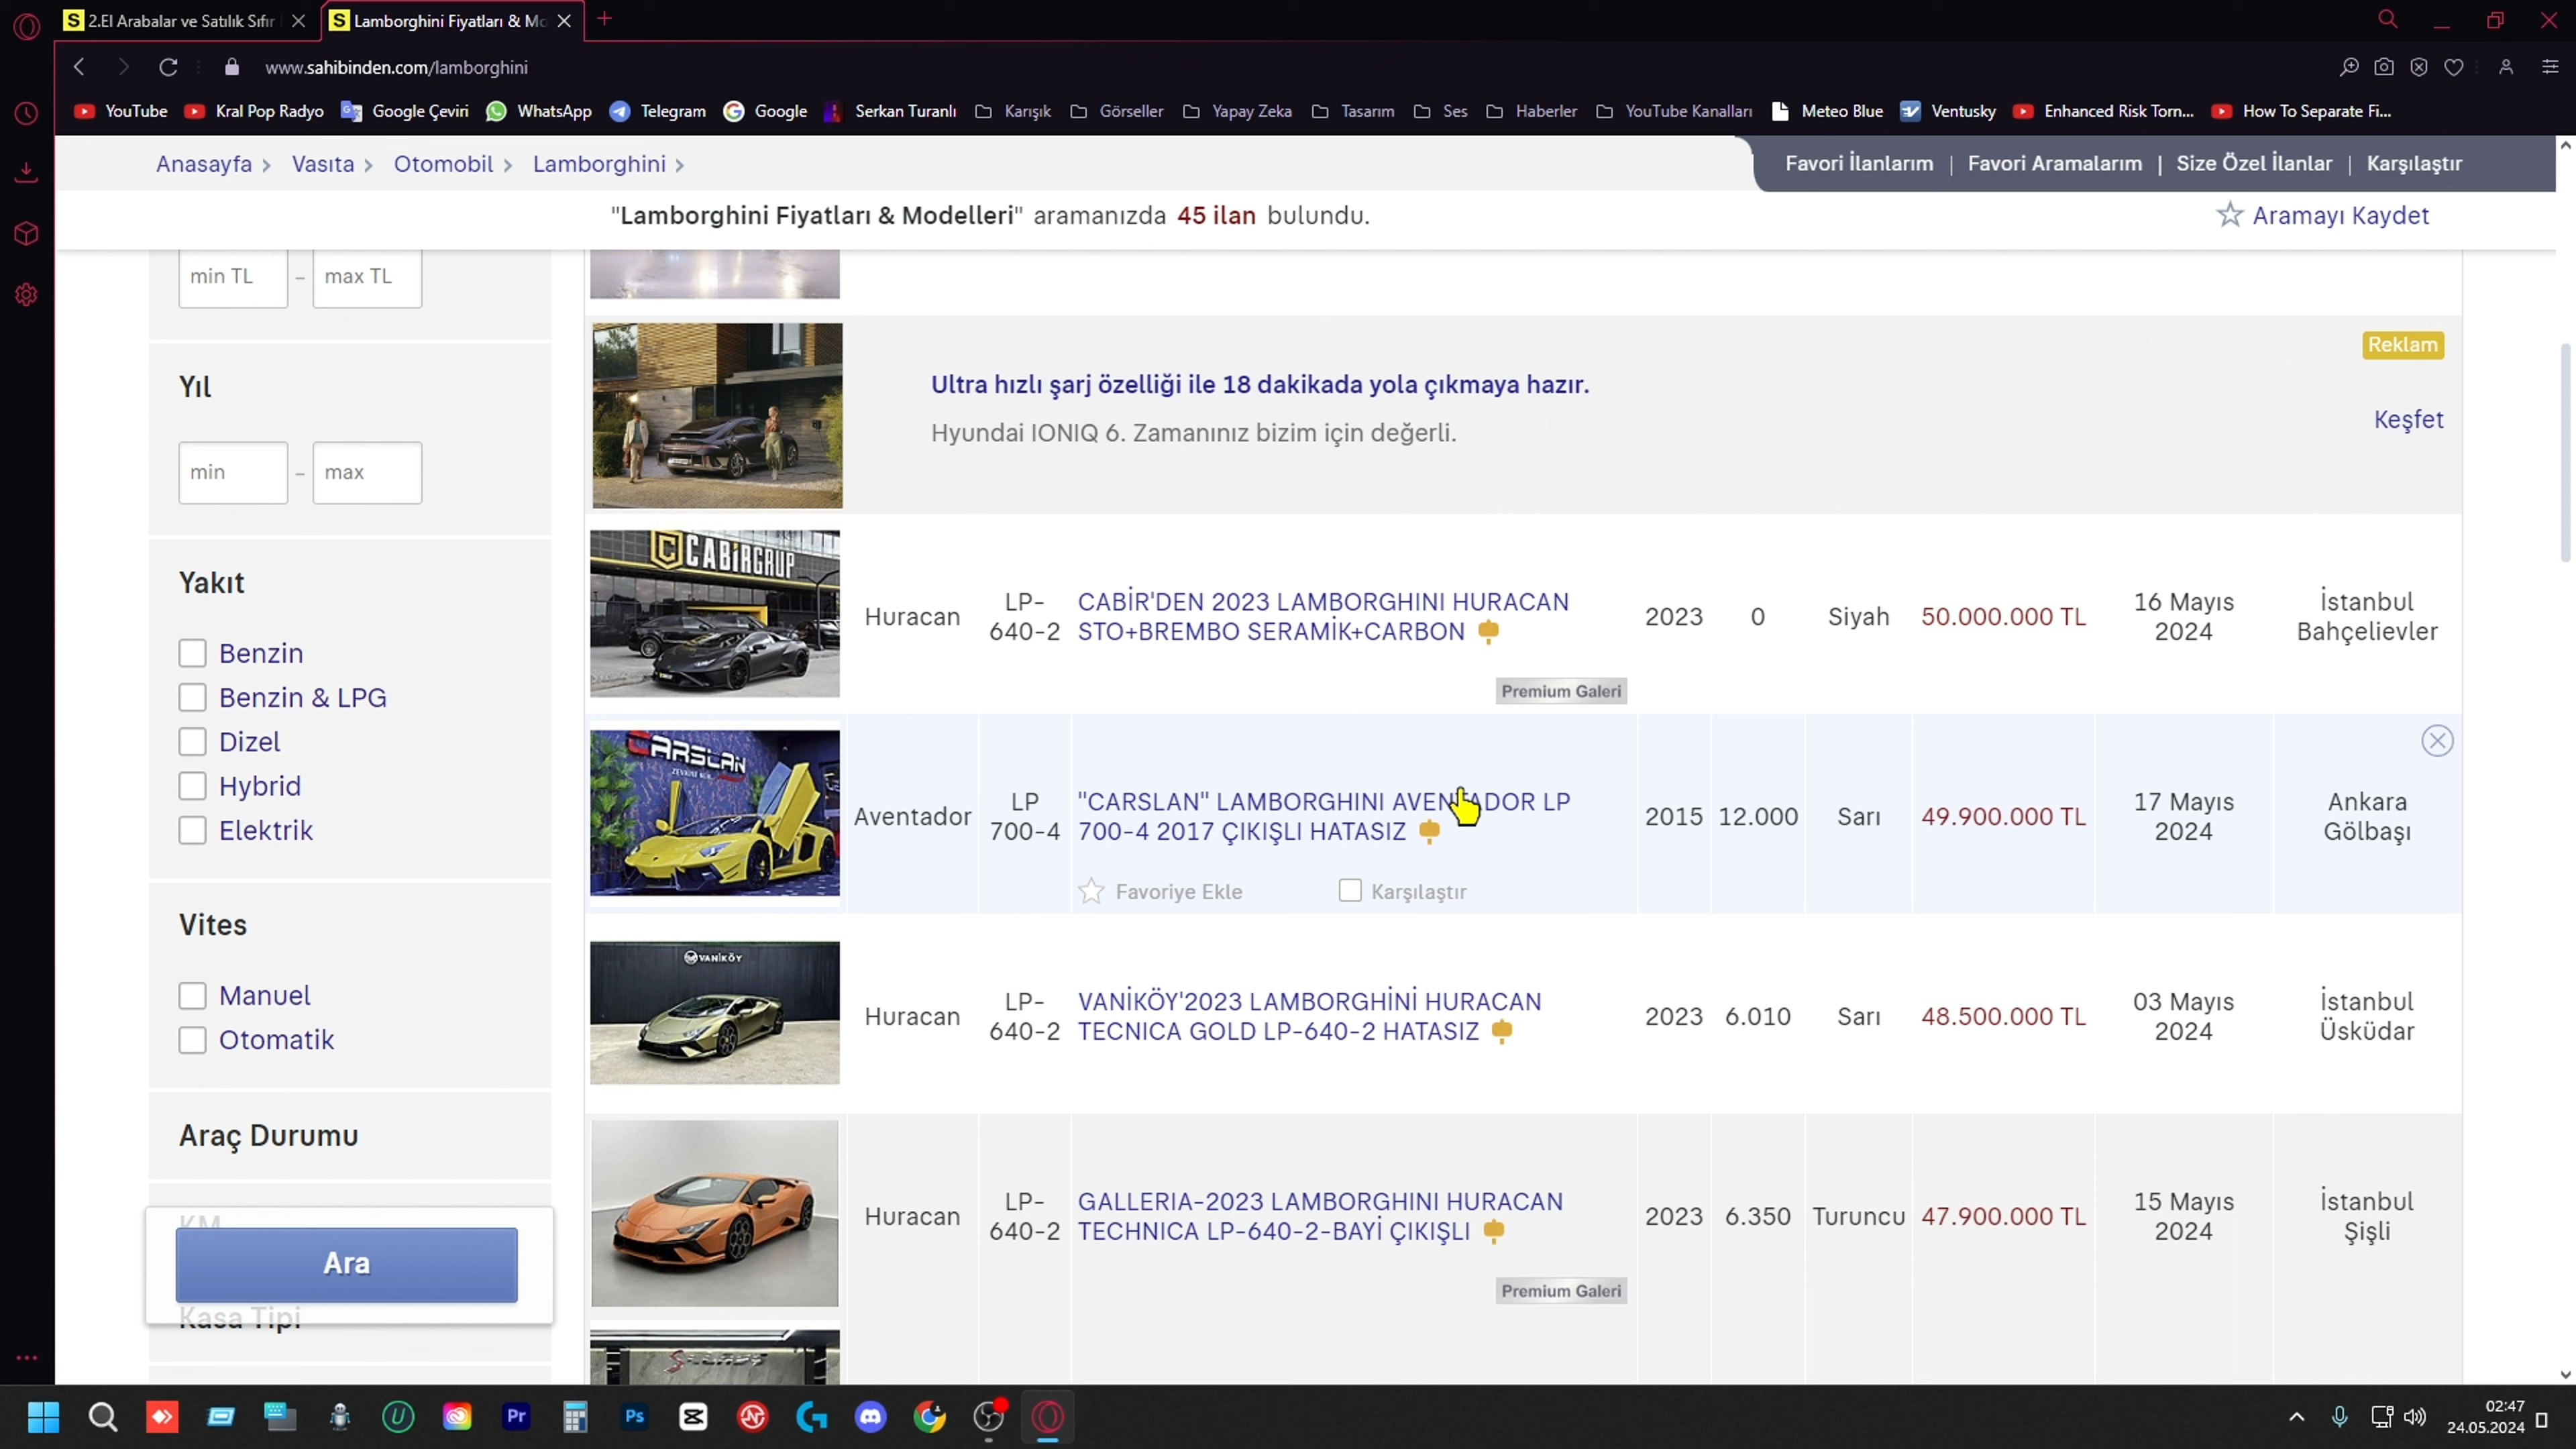 2.El Arabalar ve Satılık Sıfır
Lamborghini Fiyatları & Mo
www.sahibinden.com/lamborghini
YouTube
Kral Pop Radyo
Google Çeviri
WhatsApp
Telegram
Google
Serkan Turanlı
Karışık
Görseller
Yapay Zeka
Tasarım
Ses
Haberler
YouTube Kanalları
Meteo Blue
Ventusky
Enhanced Risk Torn...
How To Separate Fi...
Anasayfa > Vasıta > Otomobil > Lamborghini >
Favori İlanlarım | Favori Aramalarım | Size Özel İlanlar | Karşılaştır
"Lamborghini Fiyatları & Modelleri" aramanızda 45 ilan bulundu.
Aramayı Kaydet
min TL – max TL
Yıl
min – max
Yakıt
Benzin
Benzin & LPG
Dizel
Hybrid
Elektrik
Vites
Manuel
Otomatik
Araç Durumu
KM
Ara
Kasa Tipi
Reklam
Ultra hızlı şarj özelliği ile 18 dakikada yola çıkmaya hazır.
Hyundai IONIQ 6. Zamanınız bizim için değerli.
Keşfet
CABİRGRUP
Huracan
LP-
640-2
CABİR'DEN 2023 LAMBORGHINI HURACAN
STO+BREMBO SERAMİK+CARBON
2023
0
Siyah
50.000.000 TL
16 Mayıs
2024
İstanbul
Bahçelievler
Premium Galeri
CARSLAN
Aventador
LP
700-4
"CARSLAN" LAMBORGHINI AVENTADOR LP
700-4 2017 ÇIKIŞLI HATASIZ
Favoriye Ekle
Karşılaştır
2015
12.000
Sarı
49.900.000 TL
17 Mayıs
2024
Ankara
Gölbaşı
VANİKÖY
Huracan
LP-
640-2
VANİKÖY'2023 LAMBORGHİNİ HURACAN
TECNICA GOLD LP-640-2 HATASIZ
2023
6.010
Sarı
48.500.000 TL
03 Mayıs
2024
İstanbul
Üsküdar
Huracan
LP-
640-2
GALLERIA-2023 LAMBORGHINI HURACAN
TECHNICA LP-640-2-BAYİ ÇIKIŞLI
2023
6.350
Turuncu
47.900.000 TL
15 Mayıs
2024
İstanbul
Şişli
Premium Galeri
Pr
Ps
02:47
24.05.2024